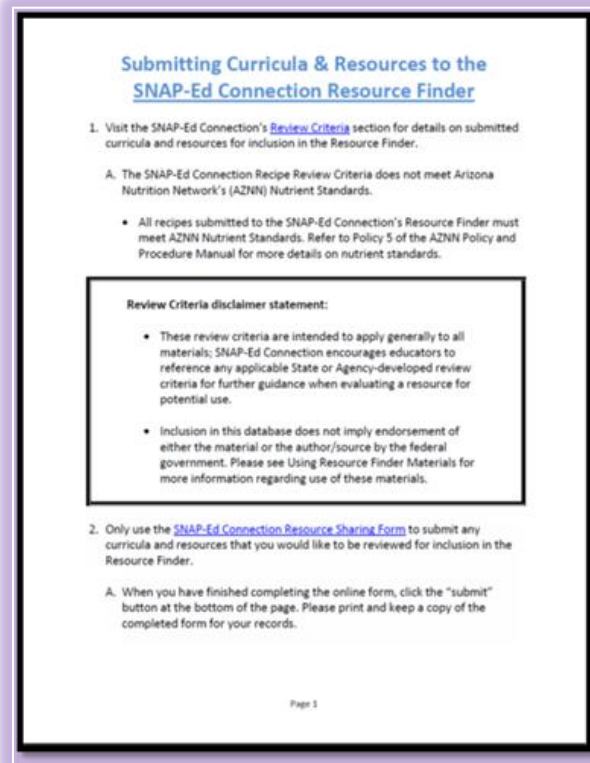 Submitting Curricula & Resources to the
SNAP-Ed Connection Resource Finder
1. Visit the SNAP-Ed Connection's Review Criteria section for details on submitted
curricula and resources for inclusion in the Resource Finder.
A. The SNAP-Ed Connection Recipe Review Criteria does not meet Arizona
Nutrition Network's (AZNN) Nutrient Standards.
• All recipes submitted to the SNAP-Ed Connection's Resource Finder must
meet AZNN Nutrient Standards. Refer to Policy 5 of the AZNN Policy and
Procedure Manual for more details on nutrient standards.
Review Criteria disclaimer statement:
• These review criteria are intended to apply generally to all
materials; SNAP-Ed Connection encourages educators to
reference any applicable State or Agency-developed review
criteria for further guidance when evaluating a resource for
potential use.
• Inclusion in this database does not imply endorsement of
either the material or the author/source by the federal
government. Please see Using Resource Finder Materials for
more information regarding use of these materials.
2. Only use the SNAP-Ed Connection Resource Sharing Form to submit any
curricula and resources that you would like to be reviewed for inclusion in the
Resource Finder.
A. When you have finished completing the online form, click the "submit"
button at the bottom of the page. Please print and keep a copy of the
completed form for your records.
Page 1